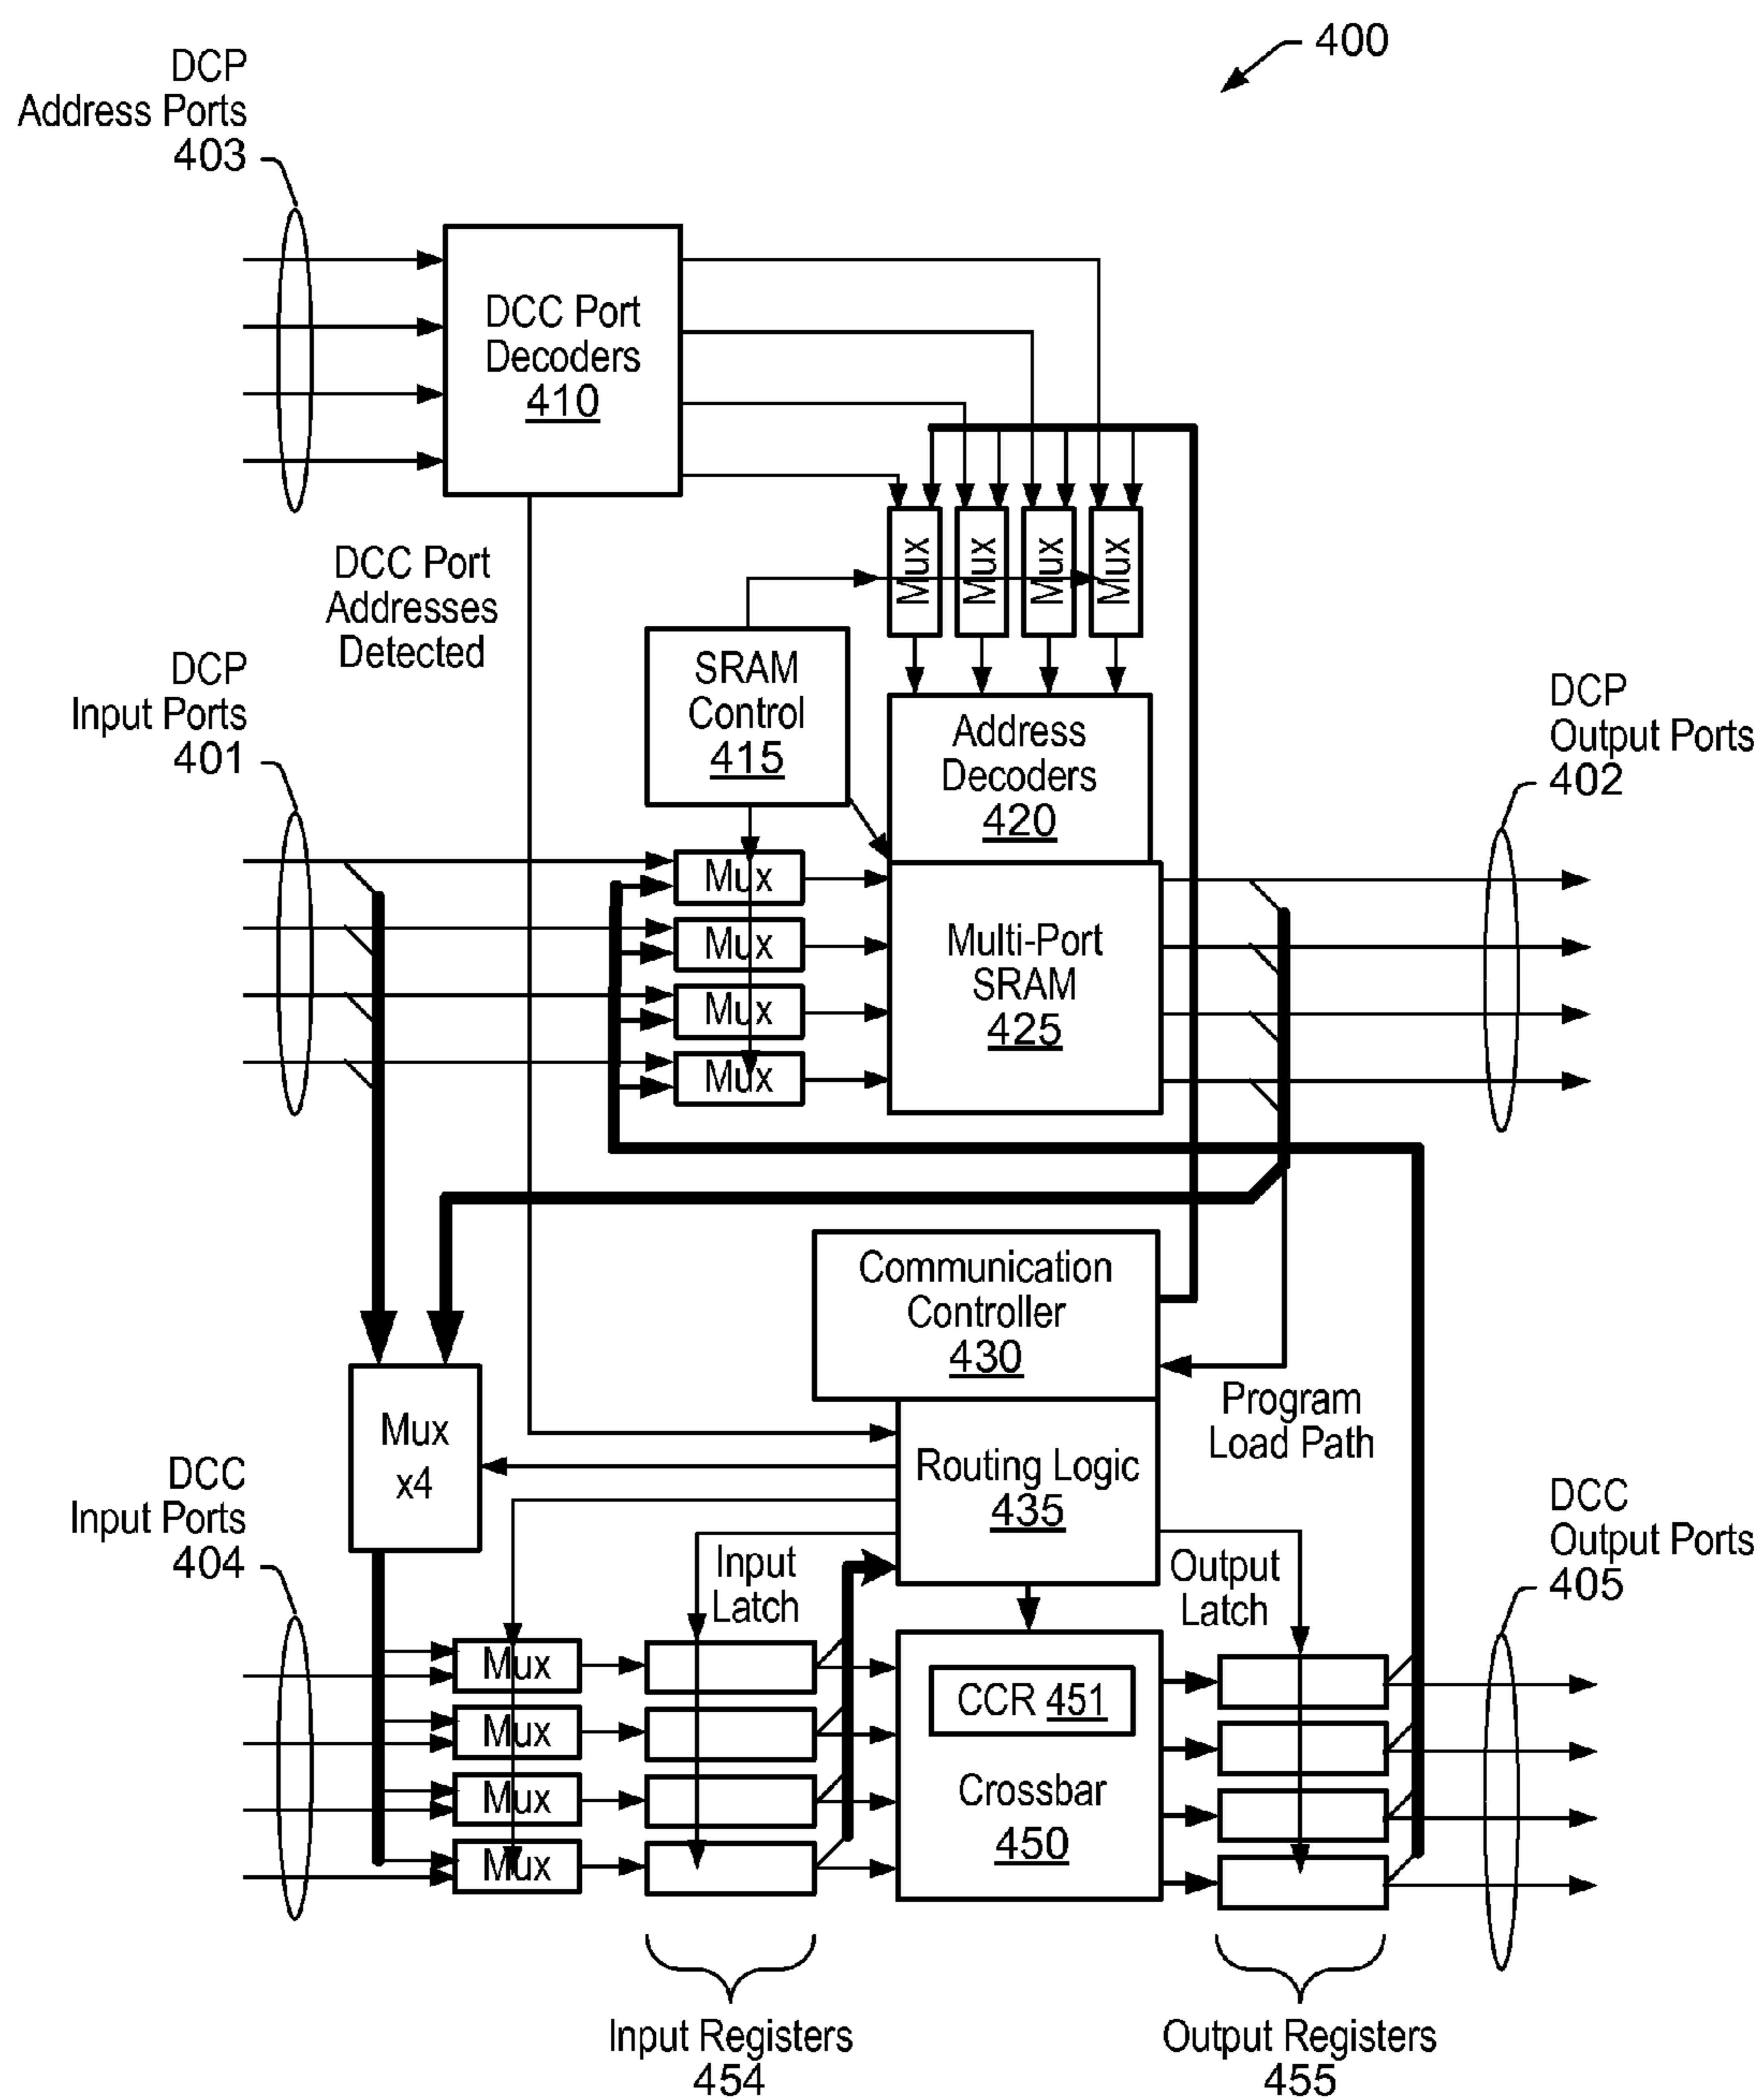 400
DCP
Address Ports
403
DCC Port
Decoders
410
DCC Port
Addresses
Detected
Mux
Mux
Mux
Mux
SRAM
Control
415
DCP
Input Ports
401
Address
Decoders
420
DCP
Output Ports
402
Mux
Mux
Mux
Mux
Multi-Port
SRAM
425
Communication
Controller
430
Program
Load Path
Mux
x4
Routing Logic
435
DCC
Input Ports
404
Input
Latch
Output
Latch
DCC
Output Ports
405
Mux
Mux
Mux
Mux
CCR 451
Crossbar
450
Input Registers
454
Output Registers
455